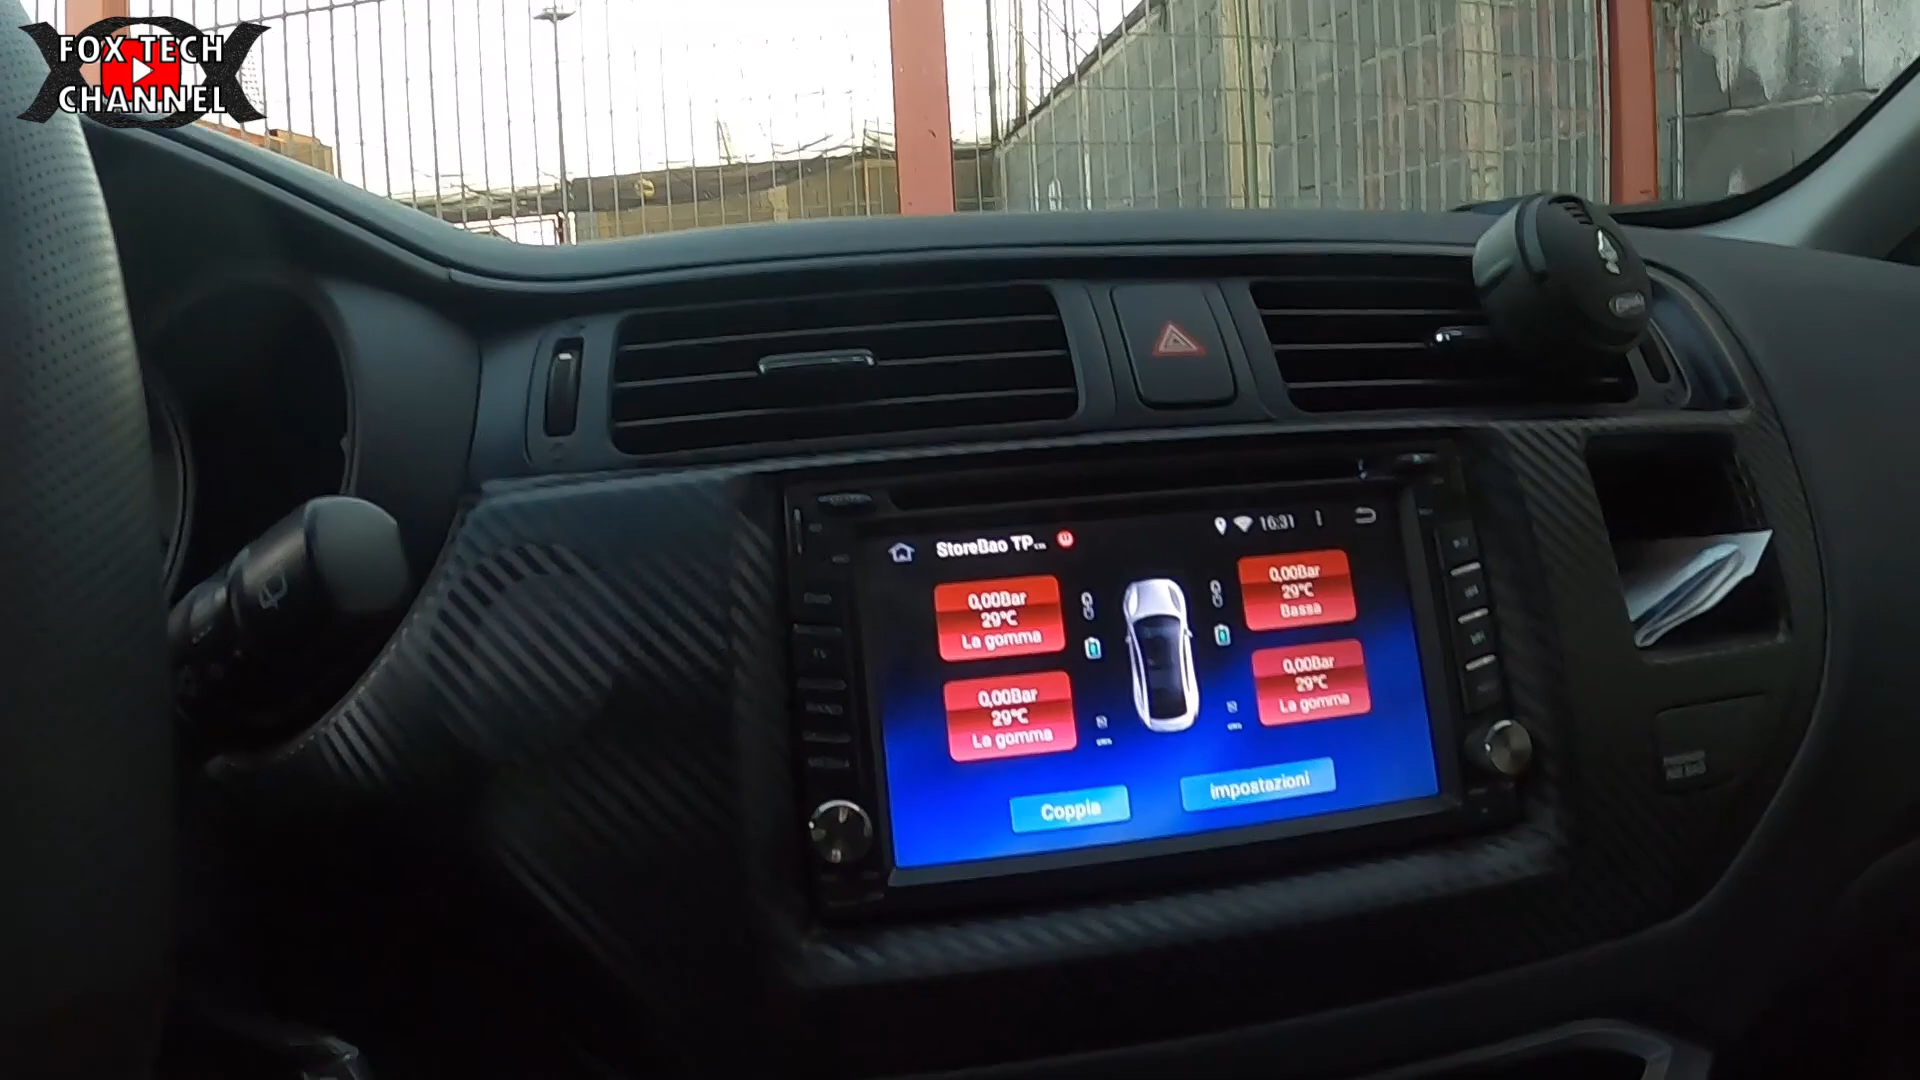 FOX TECH
CHANNEL
StoreBao TP...
16:31
0,00Bar
29°C
La gomma
0,00Bar
29°C
Bassa
0,00Bar
29°C
La gomma
0,00Bar
29°C
La gomma
Coppia
impostazioni